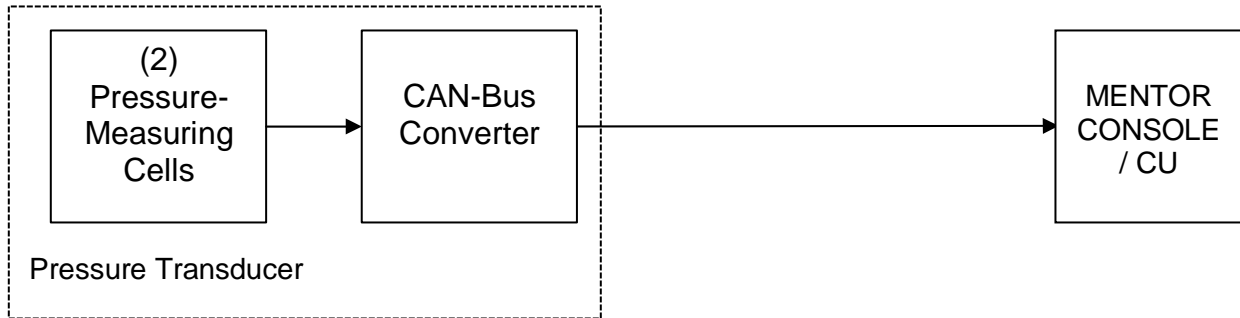 (2)
Pressure-
Measuring
Cells
CAN-Bus
Converter
MENTOR
CONSOLE
/ CU
Pressure Transducer